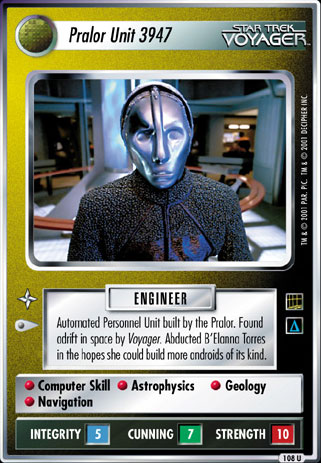 Pralor Unit 3947
STAR TREK
VOYAGER™
TM & © 2001 PAR. PIC. TM & © 2001 DECIPHER INC.
ENGINEER
Automated Personnel Unit built by the Pralor. Found
adrift in space by Voyager. Abducted B'Elanna Torres
in the hopes she could build more androids of its kind.
Computer Skill Astrophysics Geology
Navigation
INTEGRITY 5 CUNNING 7 STRENGTH 10
108 U